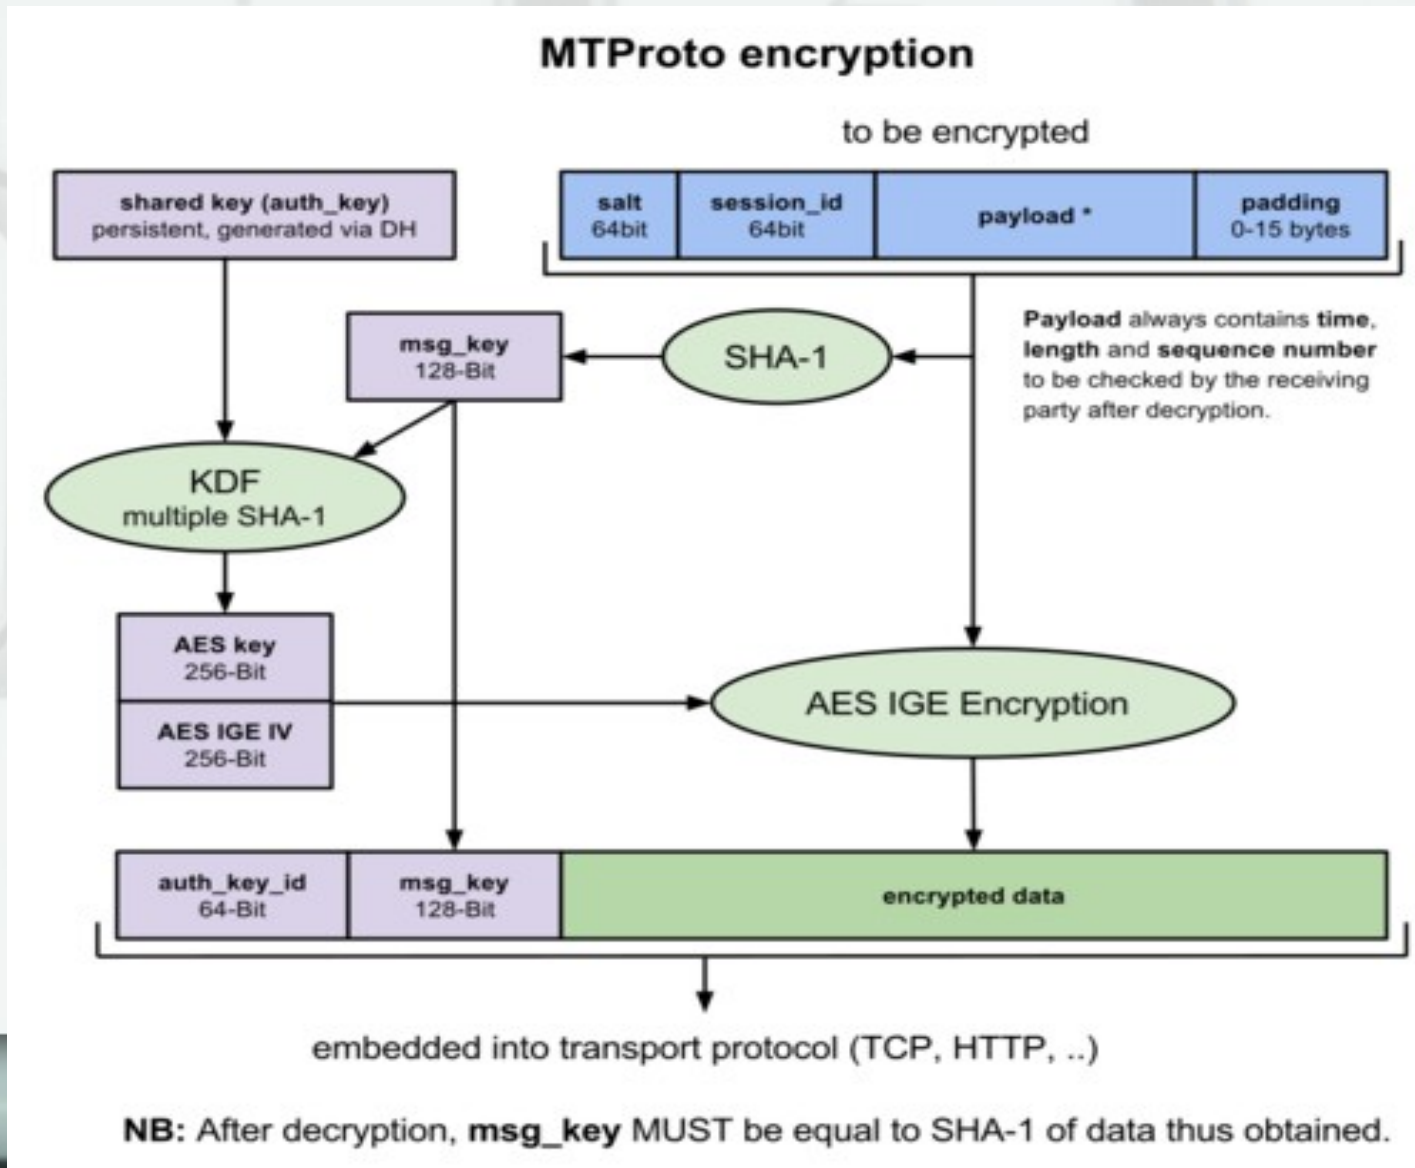 MTProto encryption
to be encrypted
shared key (auth_key)
persistent, generated via DH
salt
64bit
session_id
64bit
payload *
padding
0-15 bytes
msg_key
128-Bit
SHA-1
Payload always contains time,
length and sequence number
to be checked by the receiving
party after decryption.
KDF
multiple SHA-1
AES key
256-Bit
AES IGE IV
256-Bit
AES IGE Encryption
auth_key_id
64-Bit
msg_key
128-Bit
encrypted data
embedded into transport protocol (TCP, HTTP, ..)
NB: After decryption, msg_key MUST be equal to SHA-1 of data thus obtained.